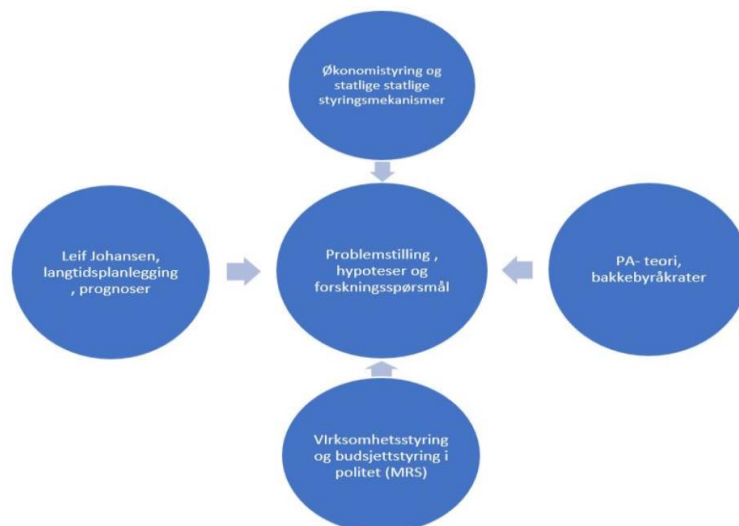 Økonomistyring og
statlige statlige
styringsmekanismer
Leif Johansen,
langtidsplanlegging
, prognoser
Problemstilling ,
hypoteser og
forskningsspørsmål
PA- teori,
bakkebyråkrater
VIrksomhetsstyring
og budsjettstyring i
politet (MRS)